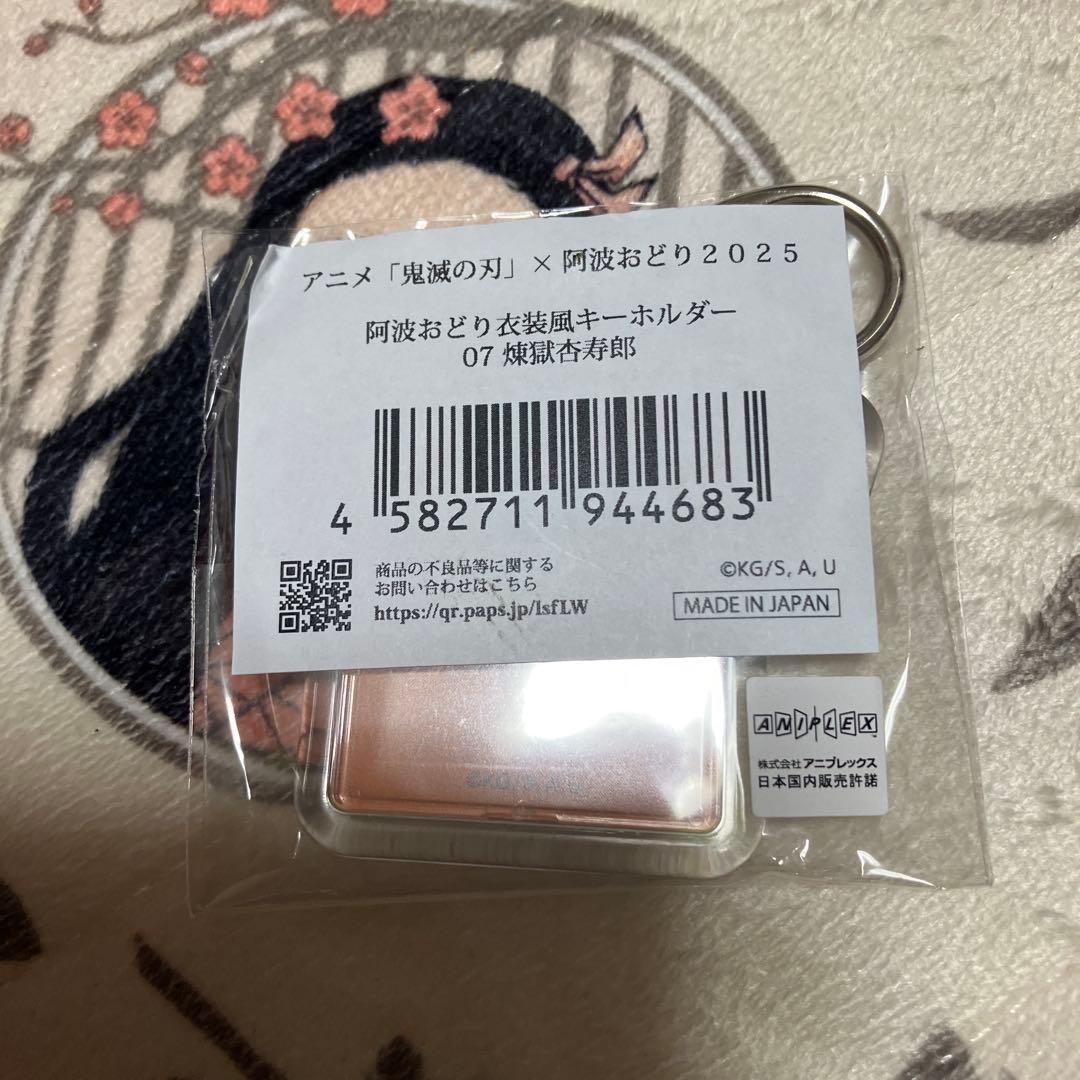 アニメ「鬼滅の刃」× 阿波おどり２０２５
阿波おどり衣装風キーホルダー
07 煉獄杏寿郎
4 582711 944683
商品の不良品等に関する
お問い合わせはこちら
https://qr.paps.jp/lsfLW
©KG/S, A, U
MADE IN JAPAN
©KG/S, A, U
ANIPLEX
株式会社アニプレックス
日本国内販売許諾